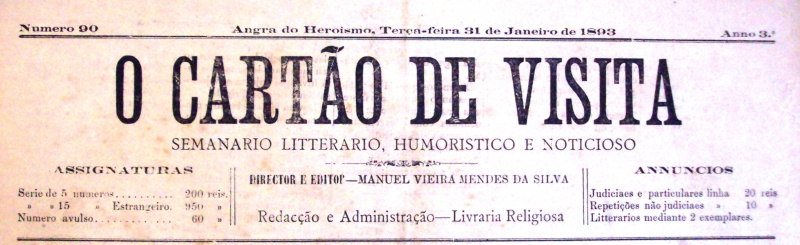 Numero 90 Angra do Heroismo, Terça-feira 31 de Janeiro de 1893 Anno 3.º
O CARTÃO DE VISITA
SEMANARIO LITTERARIO, HUMORISTICO E NOTICIOSO
ASSIGNATURAS
Serie de 5 numeros.......... 200 reis.
» » 15 » Estrangeiro. 950 »
Numero avulso.............. 60 »
DIRECTOR E EDITOR—MANUEL VIEIRA MENDES DA SILVA
Redacção e Administração—Livraria Religiosa
ANNUNCIOS
Judiciaes e particulares linha 20 reis
Repetições não judiciaes » 10 »
Litterarios mediante 2 exemplares.